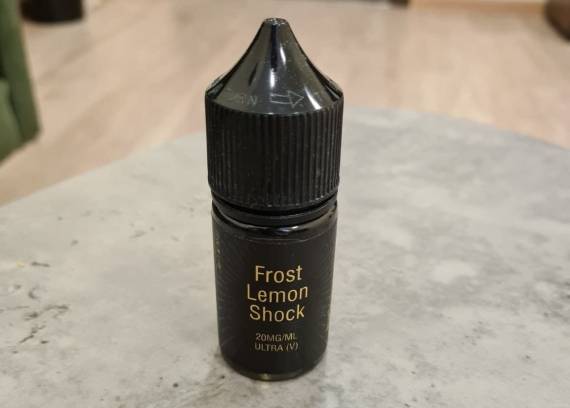 Frost
Lemon
Shock
20MG/ML
ULTRA (V)